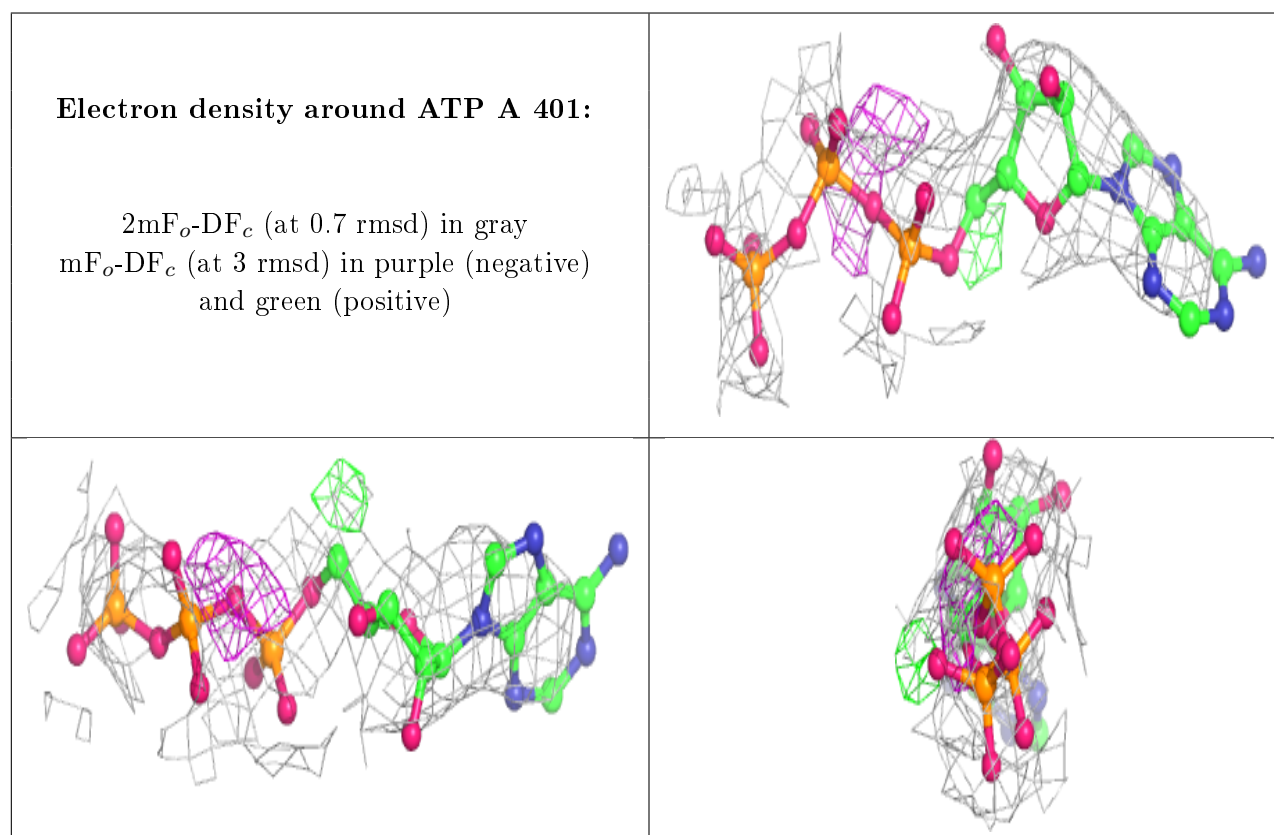 Electron density around ATP A 401:
2mFₒ-DF𝒸 (at 0.7 rmsd) in gray
mFₒ-DF𝒸 (at 3 rmsd) in purple (negative)
and green (positive)